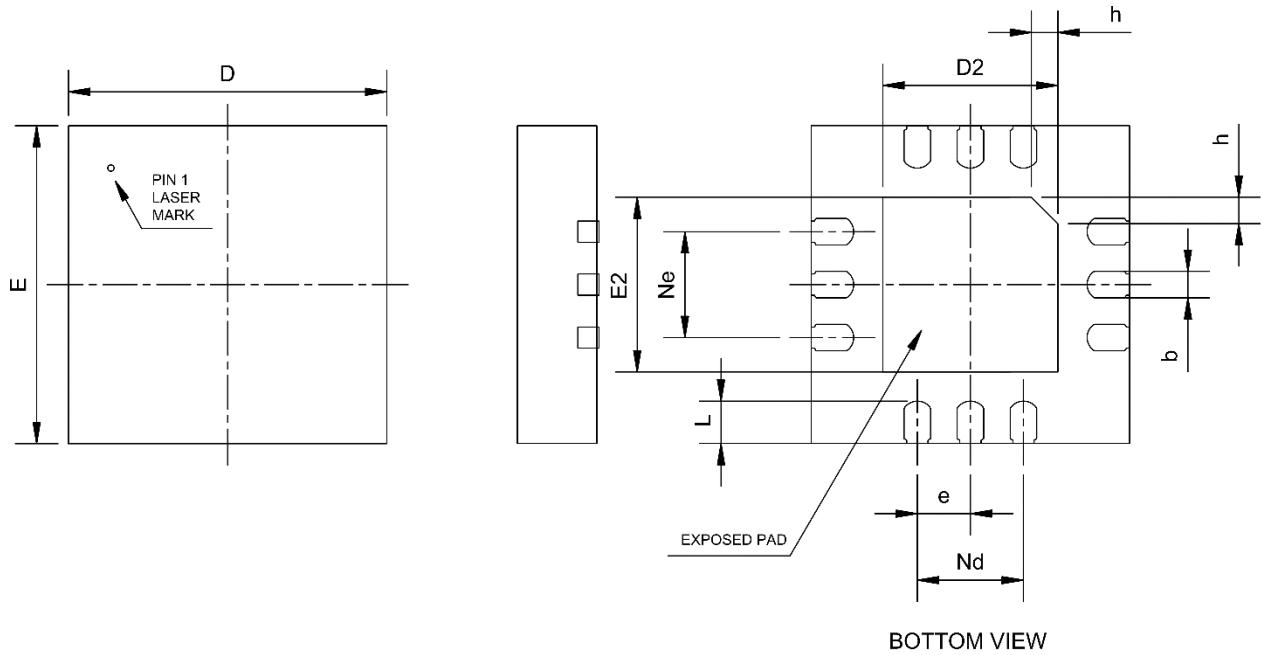 h
D
D2
h
PIN 1
LASER
MARK
E
E2
Ne
b
L
e
EXPOSED PAD
Nd
BOTTOM VIEW